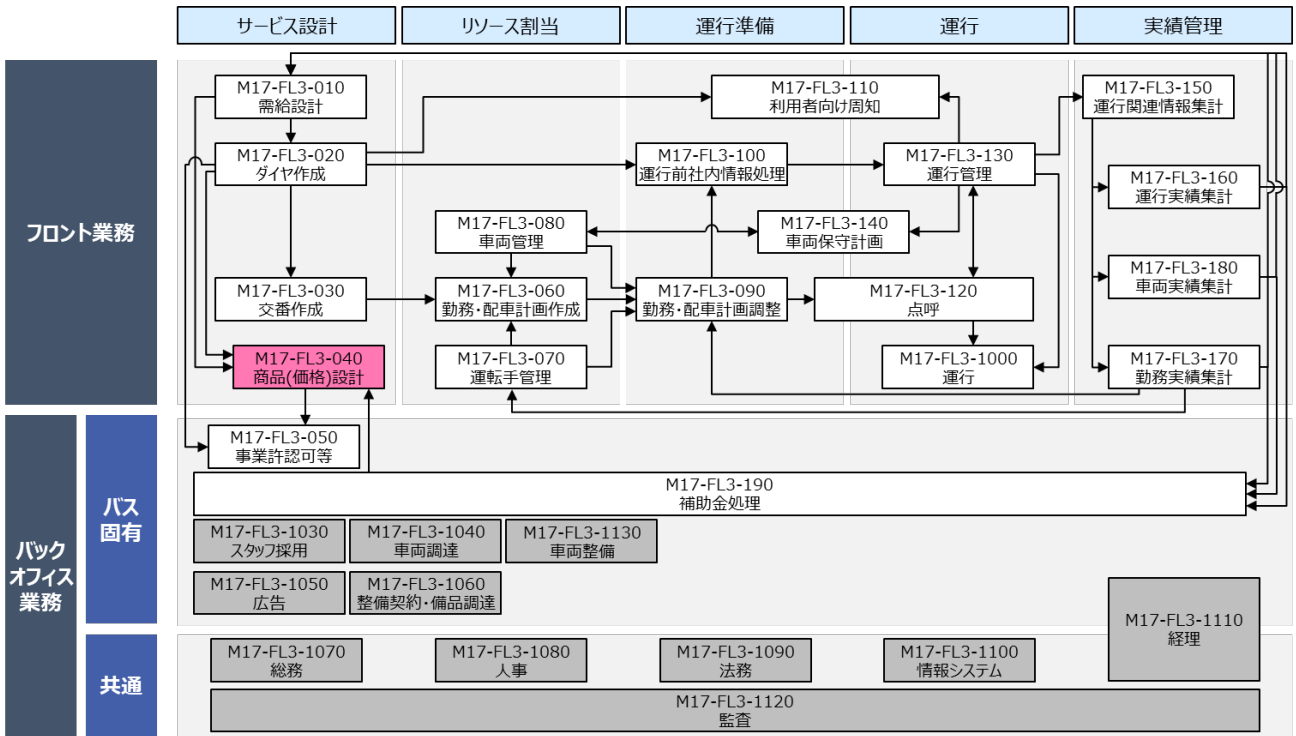 サービス設計
リソース割当
運行準備
運行
実績管理
フロント業務
M17-FL3-010
需給設計
M17-FL3-110
利用者向け周知
M17-FL3-150
運行関連情報集計
M17-FL3-020
ダイヤ作成
M17-FL3-100
運行前社内情報処理
M17-FL3-130
運行管理
M17-FL3-160
運行実績集計
M17-FL3-080
車両管理
M17-FL3-140
車両保守計画
M17-FL3-180
車両実績集計
M17-FL3-030
交番作成
M17-FL3-060
勤務・配車計画作成
M17-FL3-090
勤務・配車計画調整
M17-FL3-120
点呼
M17-FL3-040
商品(価格)設計
M17-FL3-070
運転手管理
M17-FL3-1000
運行
M17-FL3-170
勤務実績集計
バック
オフィス
業務
バス
固有
M17-FL3-050
事業許認可等
M17-FL3-190
補助金処理
M17-FL3-1030
スタッフ採用
M17-FL3-1040
車両調達
M17-FL3-1130
車両整備
M17-FL3-1050
広告
M17-FL3-1060
整備契約・備品調達
M17-FL3-1110
経理
共通
M17-FL3-1070
総務
M17-FL3-1080
人事
M17-FL3-1090
法務
M17-FL3-1100
情報システム
M17-FL3-1120
監査